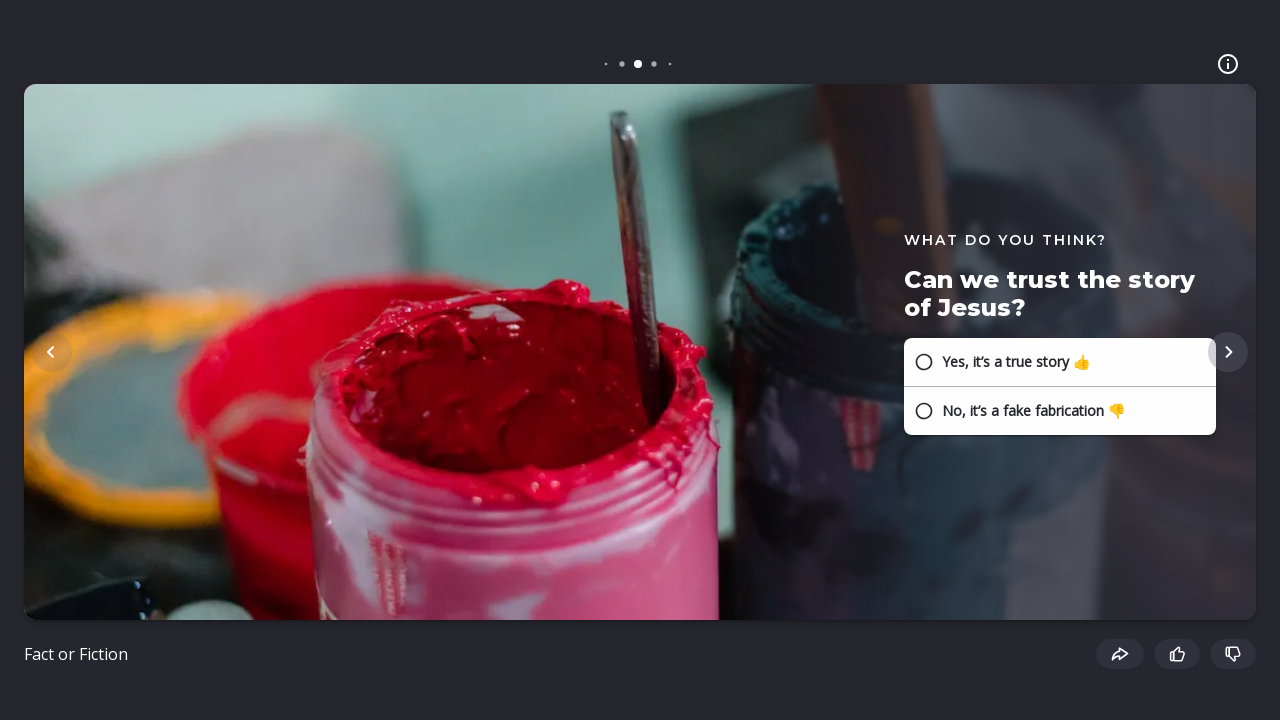 WHAT DO YOU THINK?
Can we trust the story
of Jesus?
Yes, it’s a true story 👍
No, it’s a fake fabrication 👎
Fact or Fiction